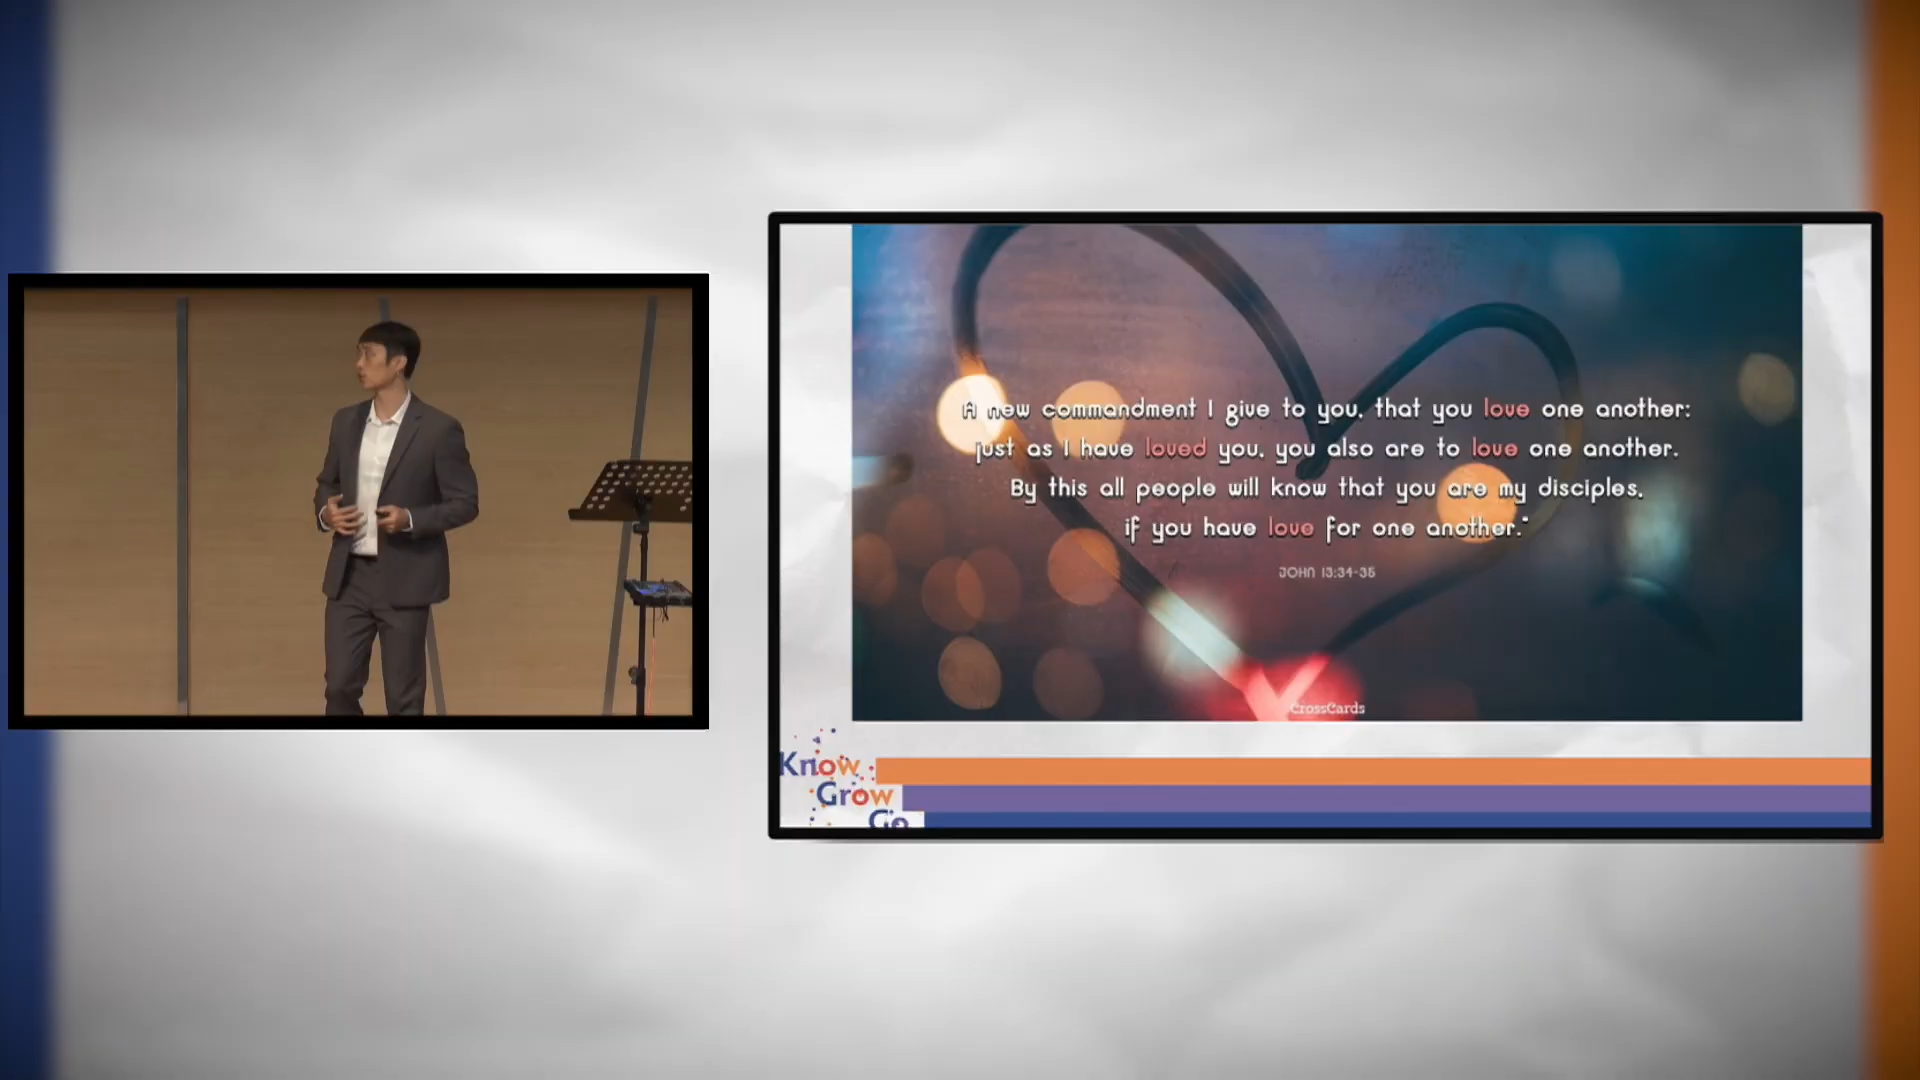 A new commandment I give to you, that you love one another:
just as I have loved you, you also are to love one another.
By this all people will know that you are my disciples,
if you have love for one another."
JOHN 13:34-35
CrossCards
Know
Grow
Go